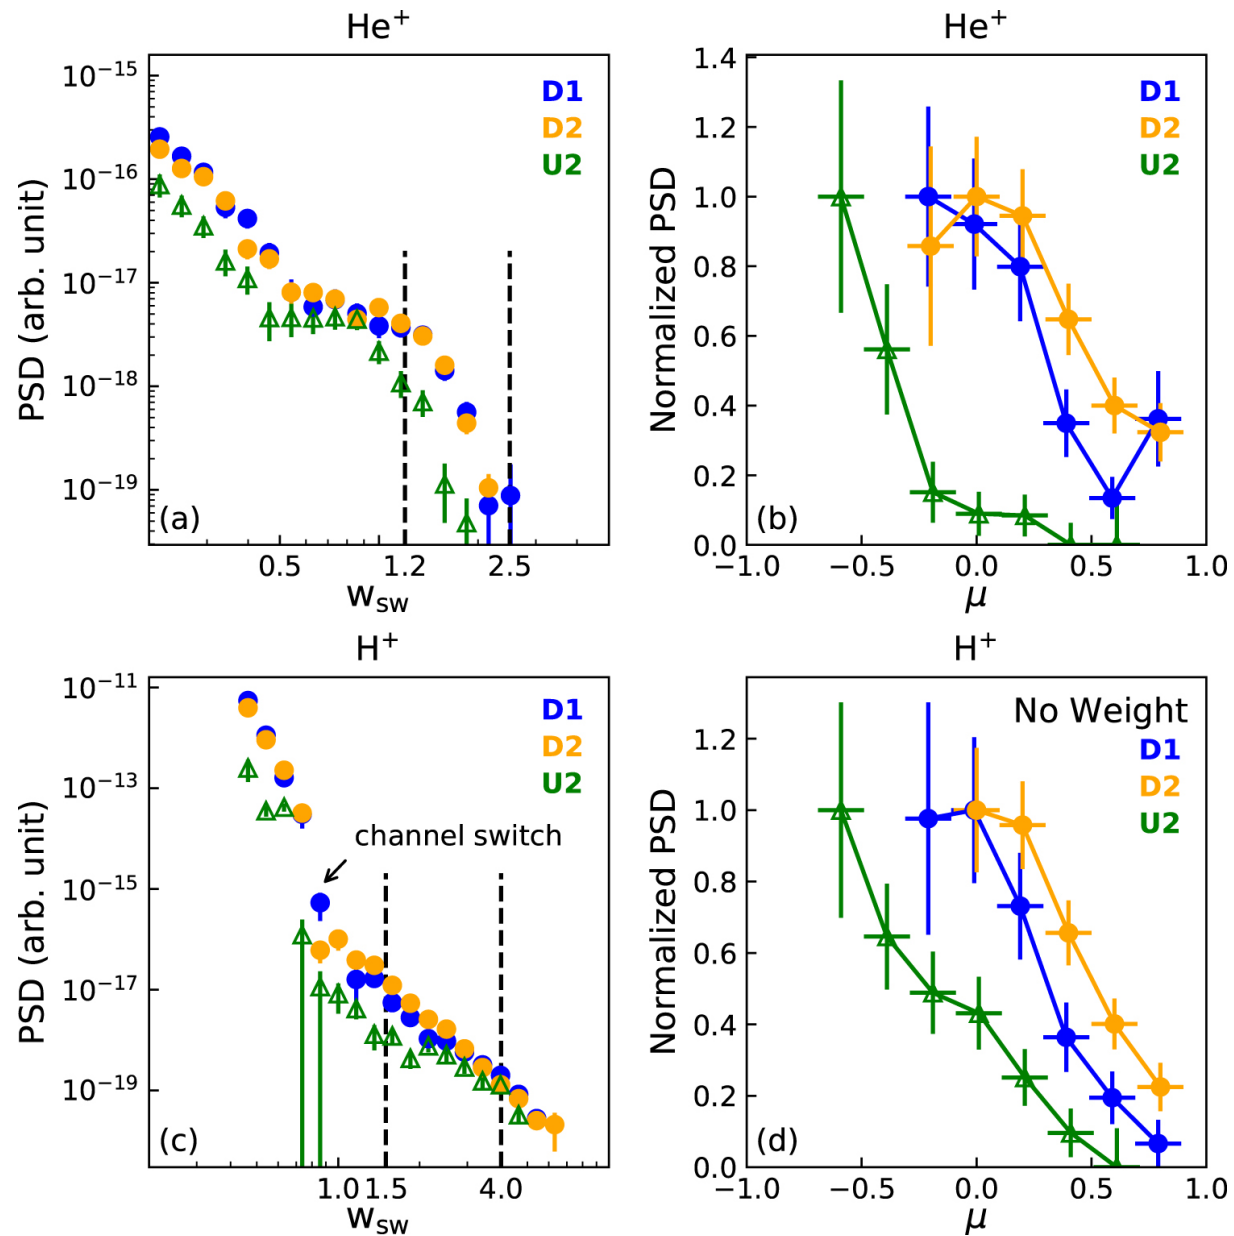 He⁺
10⁻¹⁵
10⁻¹⁶
10⁻¹⁷
10⁻¹⁸
10⁻¹⁹
PSD (arb. unit)
D1
D2
U2
(a)
0.5 1.2 2.5
w_sw
He⁺
1.4
1.2
1.0
0.8
0.6
0.4
0.2
0.0
Normalized PSD
D1
D2
U2
(b)
−1.0 −0.5 0.0 0.5 1.0
μ
H⁺
10⁻¹¹
10⁻¹³
10⁻¹⁵
10⁻¹⁷
10⁻¹⁹
PSD (arb. unit)
D1
D2
U2
channel switch
(c)
1.0 1.5 4.0
w_sw
H⁺
1.2
1.0
0.8
0.6
0.4
0.2
0.0
Normalized PSD
No Weight
D1
D2
U2
(d)
−1.0 −0.5 0.0 0.5 1.0
μ